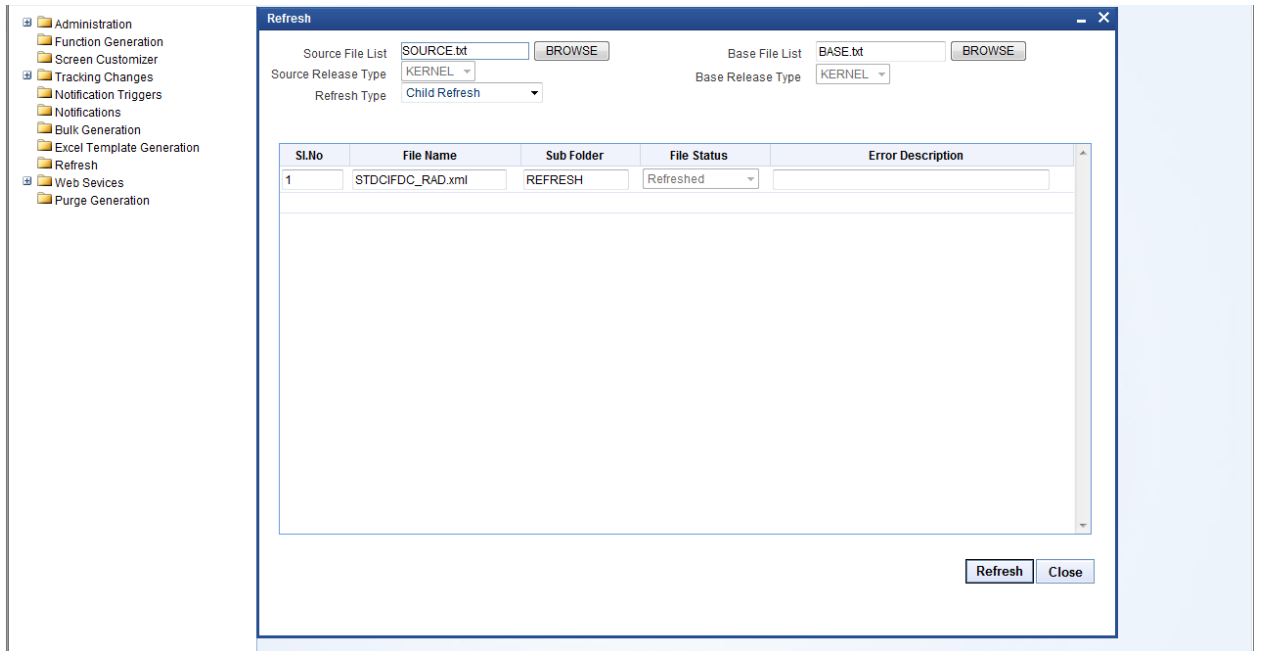 Administration
Function Generation
Screen Customizer
Tracking Changes
Notification Triggers
Notifications
Bulk Generation
Excel Template Generation
Refresh
Web Sevices
Purge Generation
Refresh
Source File List SOURCE.txt BROWSE Base File List BASE.txt BROWSE
Source Release Type KERNEL Base Release Type KERNEL
Refresh Type Child Refresh
Sl.No File Name Sub Folder File Status Error Description
1 STDCIFDC_RAD.xml REFRESH Refreshed
Refresh Close